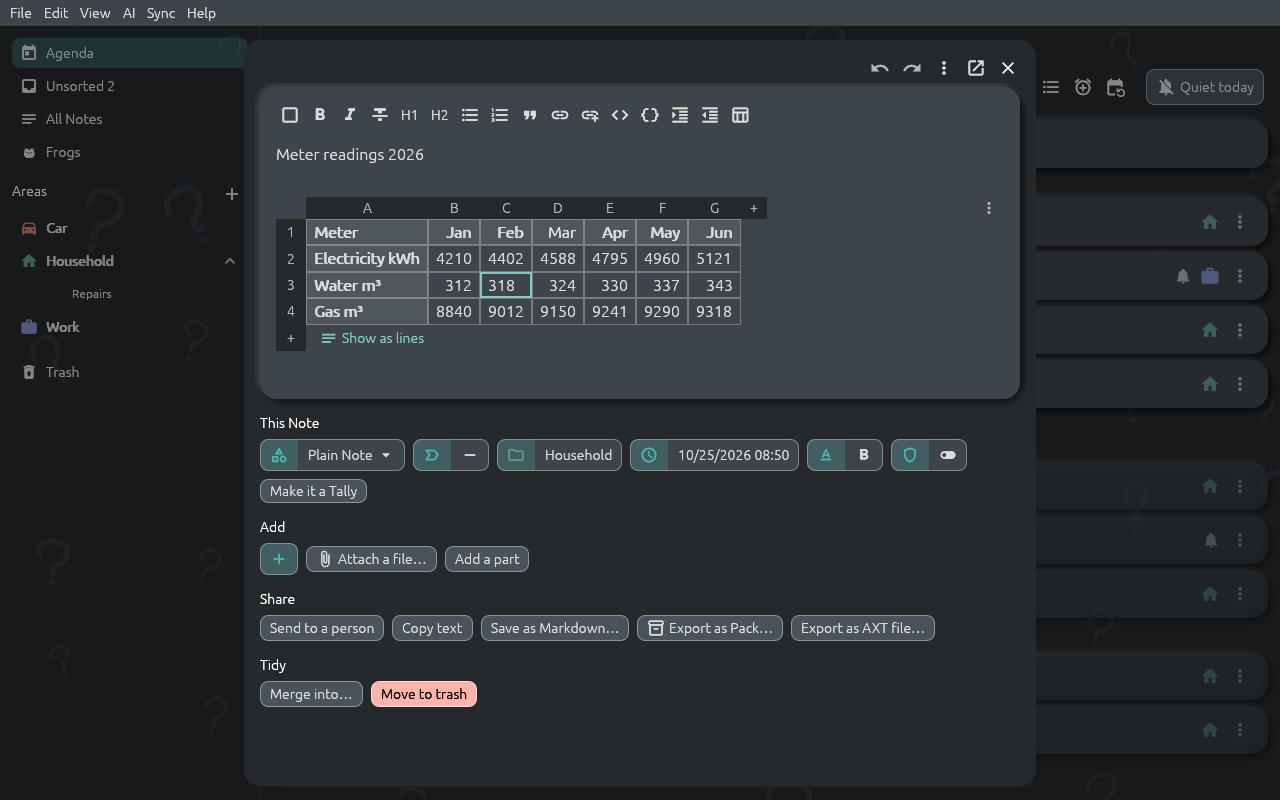 File Edit View AI Sync Help
Agenda
Unsorted 2
All Notes
Frogs
Areas
Car
Household
Repairs
Work
Trash
Quiet today
B I H1 H2
Meter readings 2026
A B C D E F G +
1 Meter Jan Feb Mar Apr May Jun
2 Electricity kWh 4210 4402 4588 4795 4960 5121
3 Water m³ 312 318 324 330 337 343
4 Gas m³ 8840 9012 9150 9241 9290 9318
+ Show as lines
This Note
Plain Note Household 10/25/2026 08:50 A B
Make it a Tally
Add
+ Attach a file... Add a part
Share
Send to a person Copy text Save as Markdown... Export as Pack... Export as AXT file...
Tidy
Merge into... Move to trash